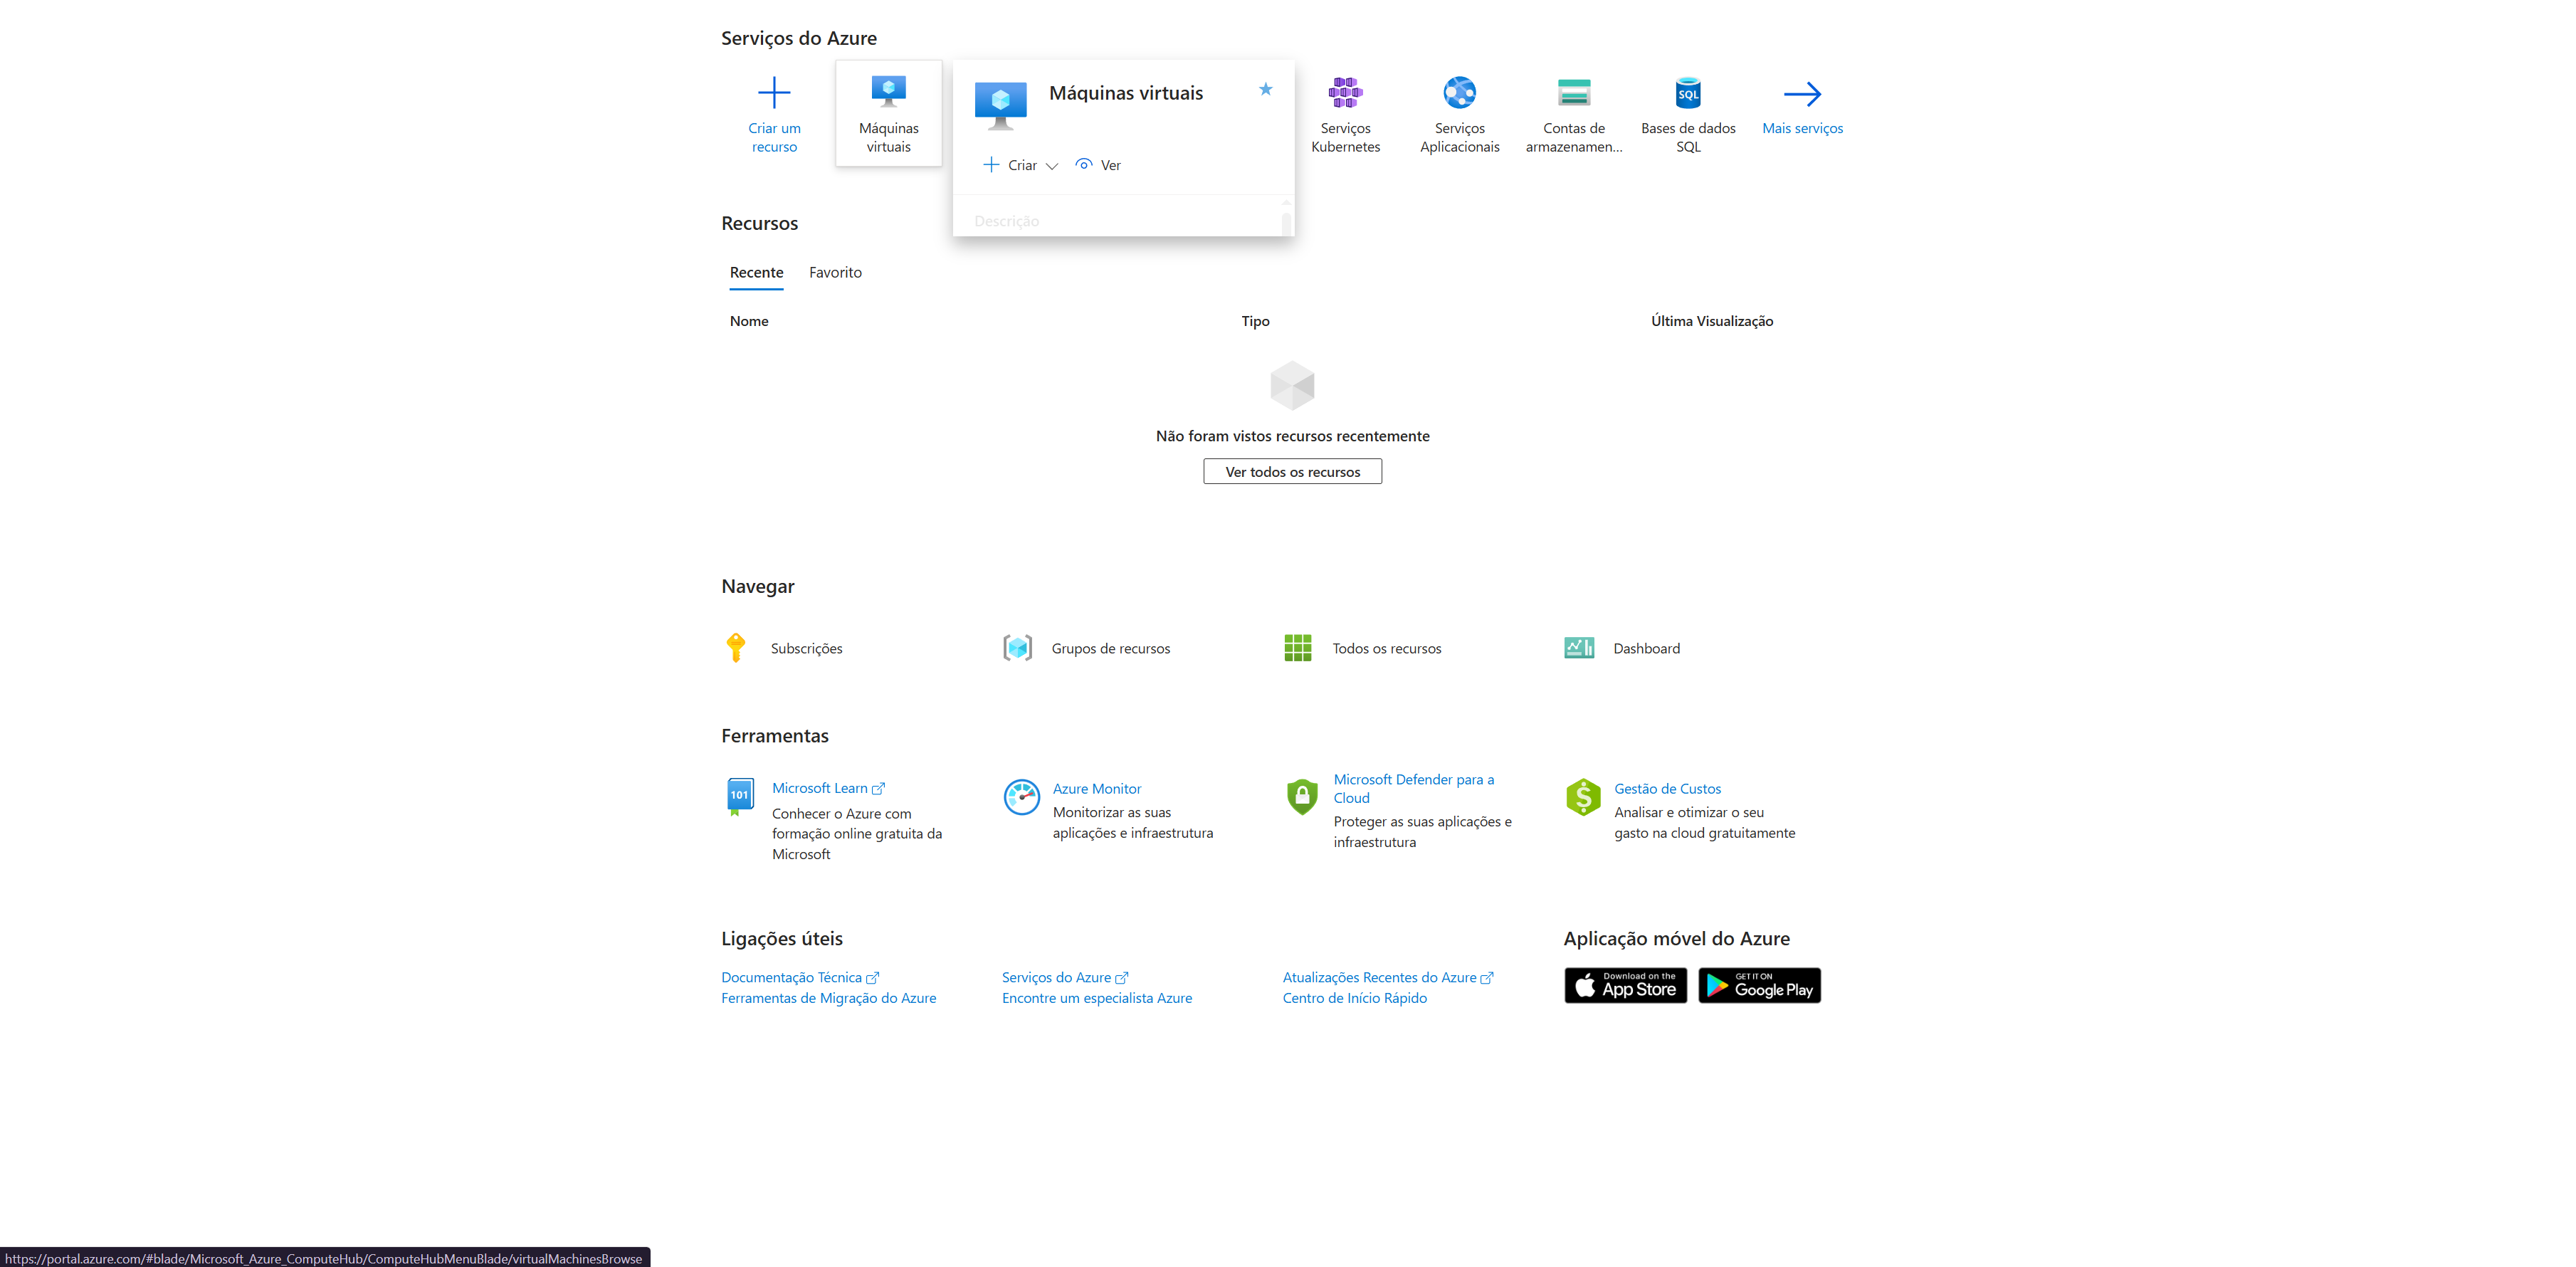 Serviços do Azure
Criar um
recurso
Máquinas
virtuais
Máquinas virtuais
Criar
Ver
Descrição
Serviços
Kubernetes
Serviços
Aplicacionais
Contas de
armazenamen...
SQL
Bases de dados
SQL
Mais serviços
Recursos
Recente
Favorito
Nome
Tipo
Última Visualização
Não foram vistos recursos recentemente
Ver todos os recursos
Navegar
Subscrições
Grupos de recursos
Todos os recursos
Dashboard
Ferramentas
101
Microsoft Learn
Conhecer o Azure com
formação online gratuita da
Microsoft
Azure Monitor
Monitorizar as suas
aplicações e infraestrutura
Microsoft Defender para a
Cloud
Proteger as suas aplicações e
infraestrutura
Gestão de Custos
Analisar e otimizar o seu
gasto na cloud gratuitamente
Ligações úteis
Documentação Técnica
Ferramentas de Migração do Azure
Serviços do Azure
Encontre um especialista Azure
Atualizações Recentes do Azure
Centro de Início Rápido
Aplicação móvel do Azure
Download on the
App Store
GET IT ON
Google Play
https://portal.azure.com/#blade/Microsoft_Azure_ComputeHub/ComputeHubMenuBlade/virtualMachinesBrowse